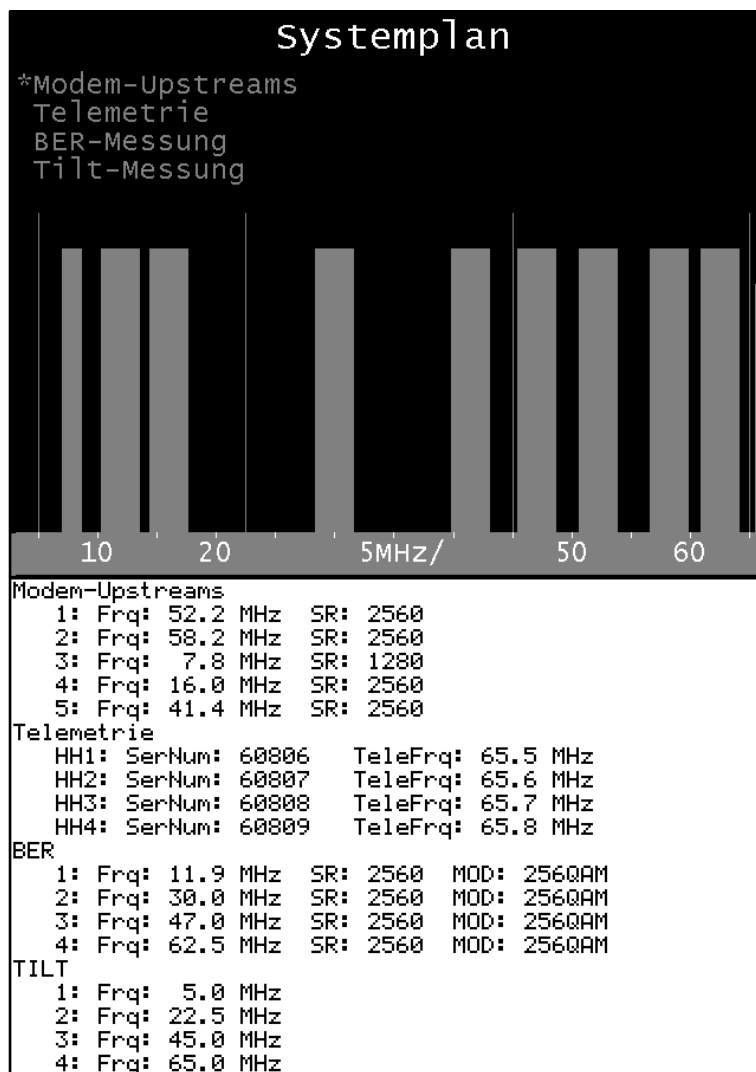 Systemplan
*Modem-Upstreams
Telemetrie
BER-Messung
Tilt-Messung
10 20 5MHz/ 50 60
Modem-Upstreams
1: Frq: 52.2 MHz SR: 2560
2: Frq: 58.2 MHz SR: 2560
3: Frq: 7.8 MHz SR: 1280
4: Frq: 16.0 MHz SR: 2560
5: Frq: 41.4 MHz SR: 2560
Telemetrie
HH1: SerNum: 60806 TeleFrq: 65.5 MHz
HH2: SerNum: 60807 TeleFrq: 65.6 MHz
HH3: SerNum: 60808 TeleFrq: 65.7 MHz
HH4: SerNum: 60809 TeleFrq: 65.8 MHz
BER
1: Frq: 11.9 MHz SR: 2560 MOD: 256QAM
2: Frq: 30.0 MHz SR: 2560 MOD: 256QAM
3: Frq: 47.0 MHz SR: 2560 MOD: 256QAM
4: Frq: 62.5 MHz SR: 2560 MOD: 256QAM
TILT
1: Frq: 5.0 MHz
2: Frq: 22.5 MHz
3: Frq: 45.0 MHz
4: Frq: 65.0 MHz